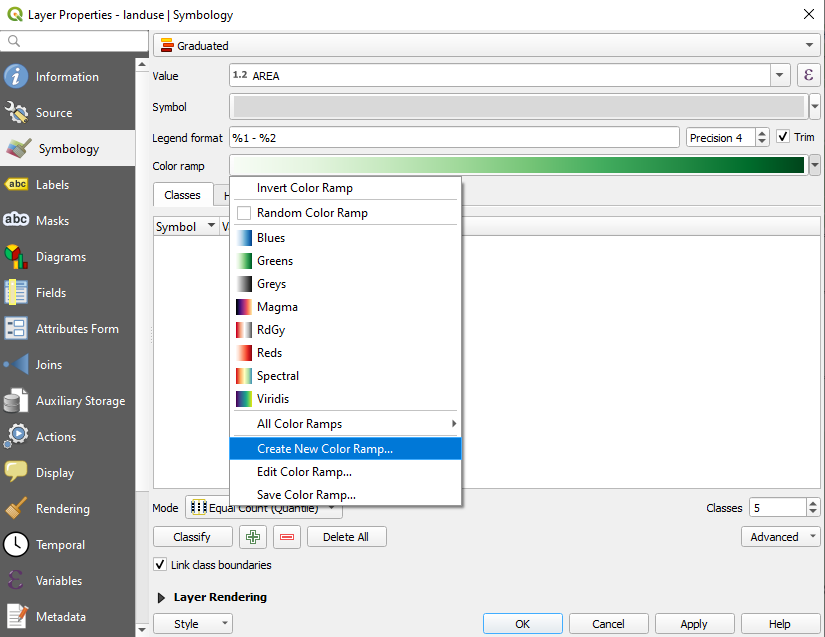 Layer Properties - landuse | Symbology
Information
Source
Symbology
Labels
Masks
Diagrams
Fields
Attributes Form
Joins
Auxiliary Storage
Actions
Display
Rendering
Temporal
Variables
Metadata
Graduated
Value 1.2 AREA ε
Symbol
Legend format %1 - %2 Precision 4 Trim
Color ramp
Classes
Symbol
Invert Color Ramp
Random Color Ramp
Blues
Greens
Greys
Magma
RdGy
Reds
Spectral
Viridis
All Color Ramps
Create New Color Ramp...
Edit Color Ramp...
Save Color Ramp...
Mode Equal Count (Quantile) Classes 5
Classify Delete All Advanced
Link class boundaries
Layer Rendering
Style OK Cancel Apply Help